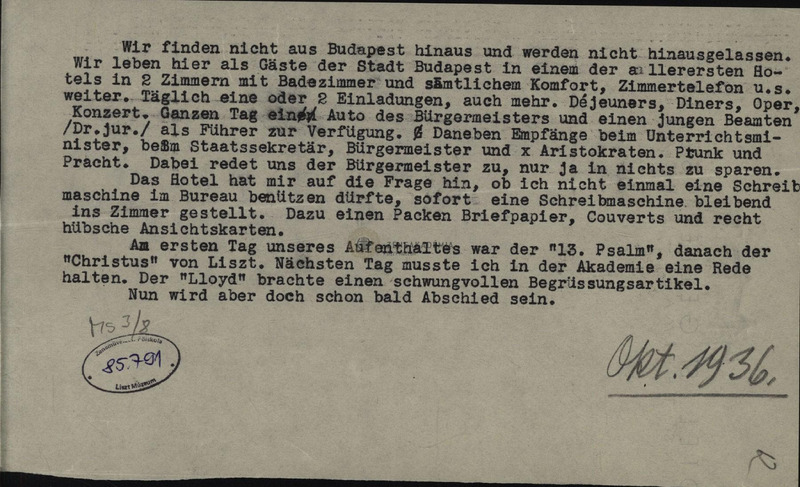 Wir finden nicht aus Budapest hinaus und werden nicht hinausgelassen.
Wir leben hier als Gäste der Stadt Budapest in einem der allerersten Ho-
tels in 2 Zimmern mit Badezimmer und sämtlichem Komfort, Zimmertelefon u.s.
weiter. Täglich eine oder 2 Einladungen, auch mehr. Déjeuners, Diners, Oper,
Konzert. Ganzen Tag ein Auto des Bürgermeisters und einen jungen Beamten
/Dr.jur./ als Führer zur Verfügung. Daneben Empfänge beim Unterrichtsmi-
nister, beim Staatssekretär, Bürgermeister und x Aristokraten. Prunk und
Pracht. Dabei redet uns der Bürgermeister zu, nur ja in nichts zu sparen.
Das Hotel hat mir auf die Frage hin, ob ich nicht einmal eine Schreib
maschine im Bureau benützen dürfte, sofort eine Schreibmaschine bleibend
ins Zimmer gestellt. Dazu einen Packen Briefpapier, Couverts und recht
hübsche Ansichtskarten.
Am ersten Tag unseres Aufenthaltes war der "13. Psalm", danach der
"Christus" von Liszt. Nächsten Tag musste ich in der Akademie eine Rede
halten. Der "Lloyd" brachte einen schwungvollen Begrüssungsartikel.
Nun wird aber doch schon bald Abschied sein.
MS 3/8
85.791
Liszt Múzeum
Okt. 1936.